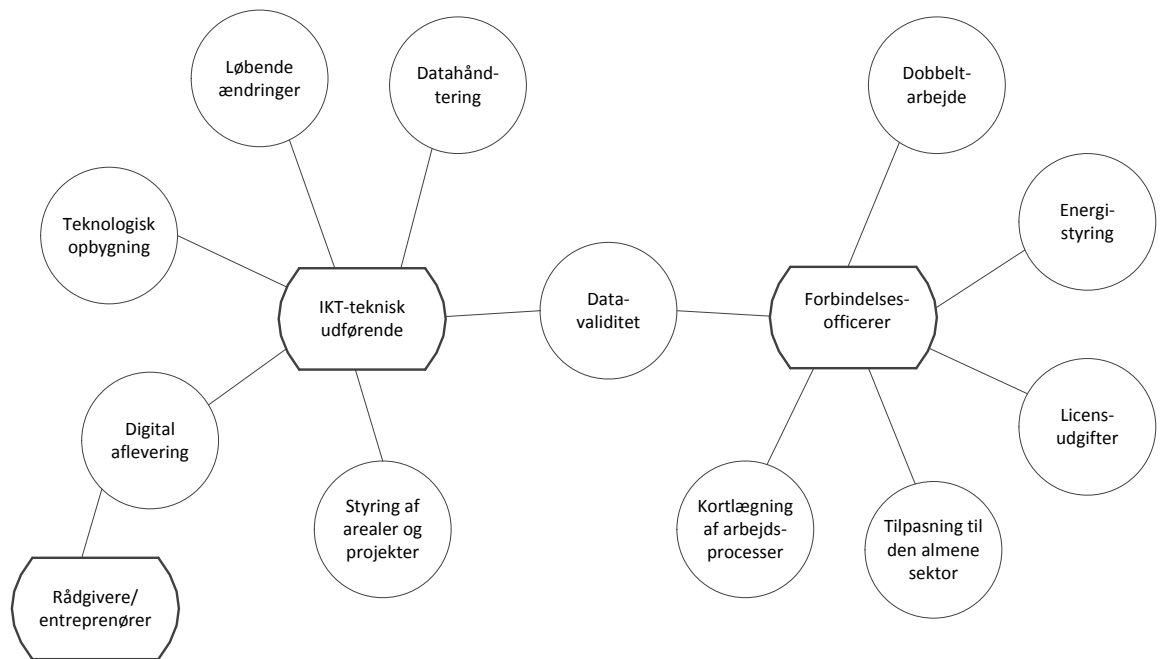 Løbende
ændringer
Datahånd-
tering
Dobbelt-
arbejde
Teknologisk
opbygning
Energi-
styring
IKT-teknisk
udførende
Data-
validitet
Forbindelses-
officerer
Digital
aflevering
Licens-
udgifter
Styring af
arealer og
projekter
Kortlægning
af arbejds-
processer
Tilpasning til
den almene
sektor
Rådgivere/
entreprenører